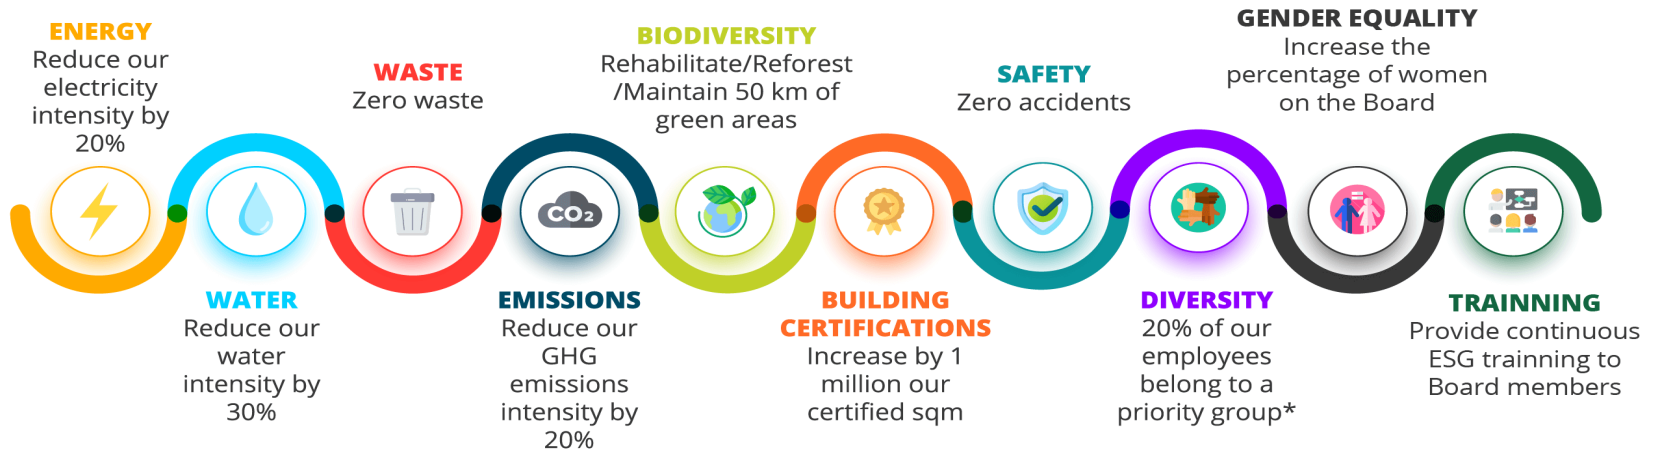 ENERGY
Reduce our
electricity
intensity by
20%
WATER
Reduce our
water
intensity by
30%
WASTE
Zero waste
CO₂
EMISSIONS
Reduce our
GHG
emissions
intensity by
20%
BIODIVERSITY
Rehabilitate/Reforest
/Maintain 50 km of
green areas
BUILDING
CERTIFICATIONS
Increase by 1
million our
certified sqm
SAFETY
Zero accidents
DIVERSITY
20% of our
employees
belong to a
priority group*
GENDER EQUALITY
Increase the
percentage of women
on the Board
TRAINNING
Provide continuous
ESG trainning to
Board members